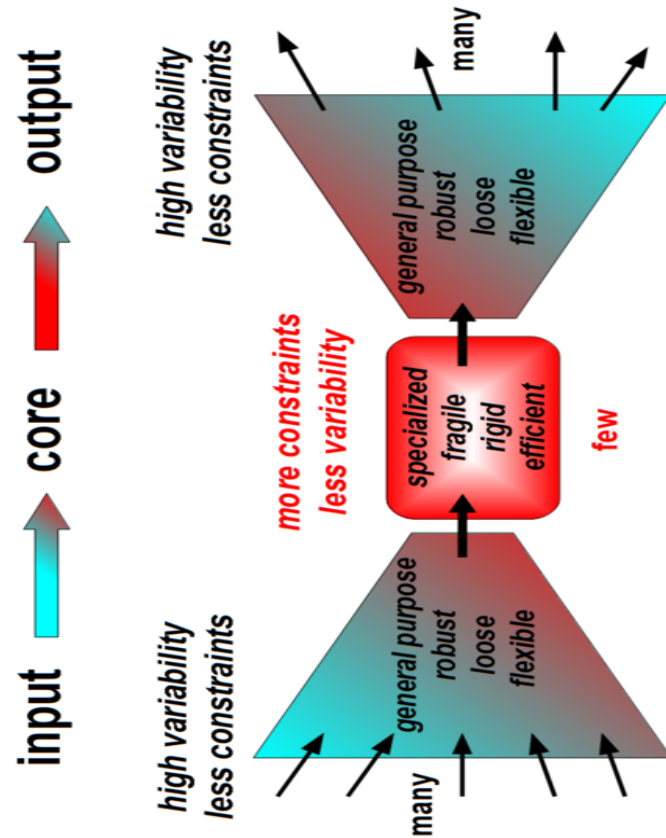 input
core
output
high variability
less constraints
more constraints
less variability
high variability
less constraints
many
general purpose
robust
loose
flexible
specialized
fragile
rigid
efficient
few
general purpose
robust
loose
flexible
many